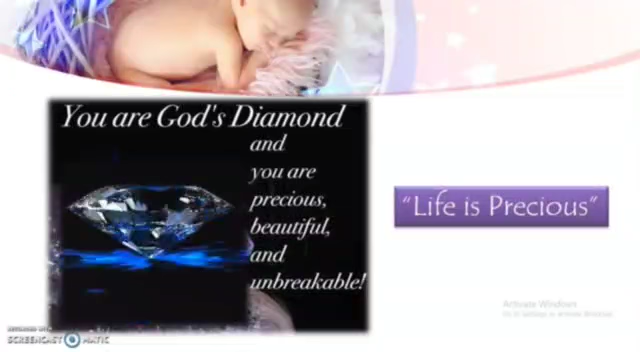 You are God's Diamond
and
you are
precious,
beautiful,
and
unbreakable!
“Life is Precious”
Activate Windows
SCREENCAST MATIC